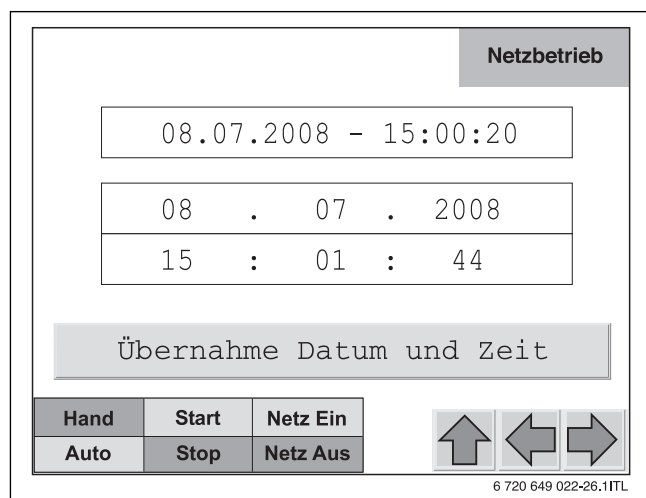 Netzbetrieb
08.07.2008 - 15:00:20
08 . 07 . 2008
15 : 01 : 44
Übernahme Datum und Zeit
Hand Start Netz Ein
Auto Stop Netz Aus
6 720 649 022-26.1ITL